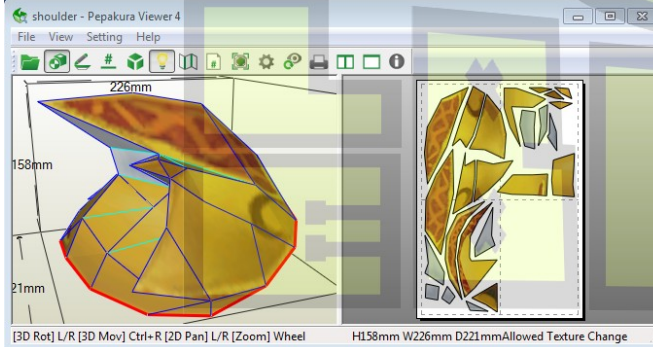 shoulder - Pepakura Viewer 4
File View Setting Help
226mm
158mm
21mm
[3D Rot] L/R [3D Mov] Ctrl+R [2D Pan] L/R [Zoom] Wheel H158mm W226mm D221mmAllowed Texture Change